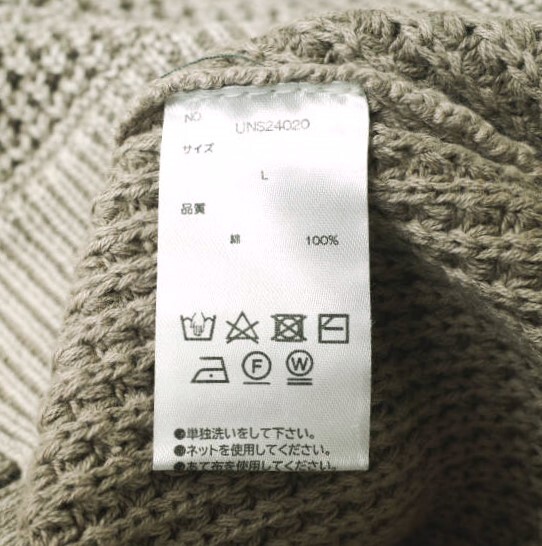 NO.
UNS24020
サイズ
L
品質
綿 100%
F W
●単独洗いをして下さい。
●ネットを使用してください。
●あて布を使用してください。